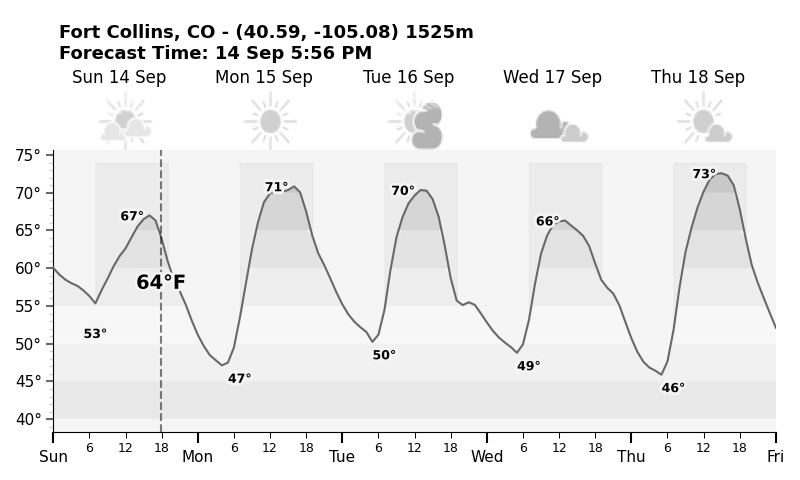 Fort Collins, CO - (40.59, -105.08) 1525m
Forecast Time: 14 Sep 5:56 PM
Sun 14 Sep Mon 15 Sep Tue 16 Sep Wed 17 Sep Thu 18 Sep
75°
70°
65°
60°
55°
50°
45°
40°
67° 71° 70° 66° 73°
64°F
53° 47° 50° 49° 46°
6 12 18 6 12 18 6 12 18 6 12 18 6 12 18
Sun Mon Tue Wed Thu Fri